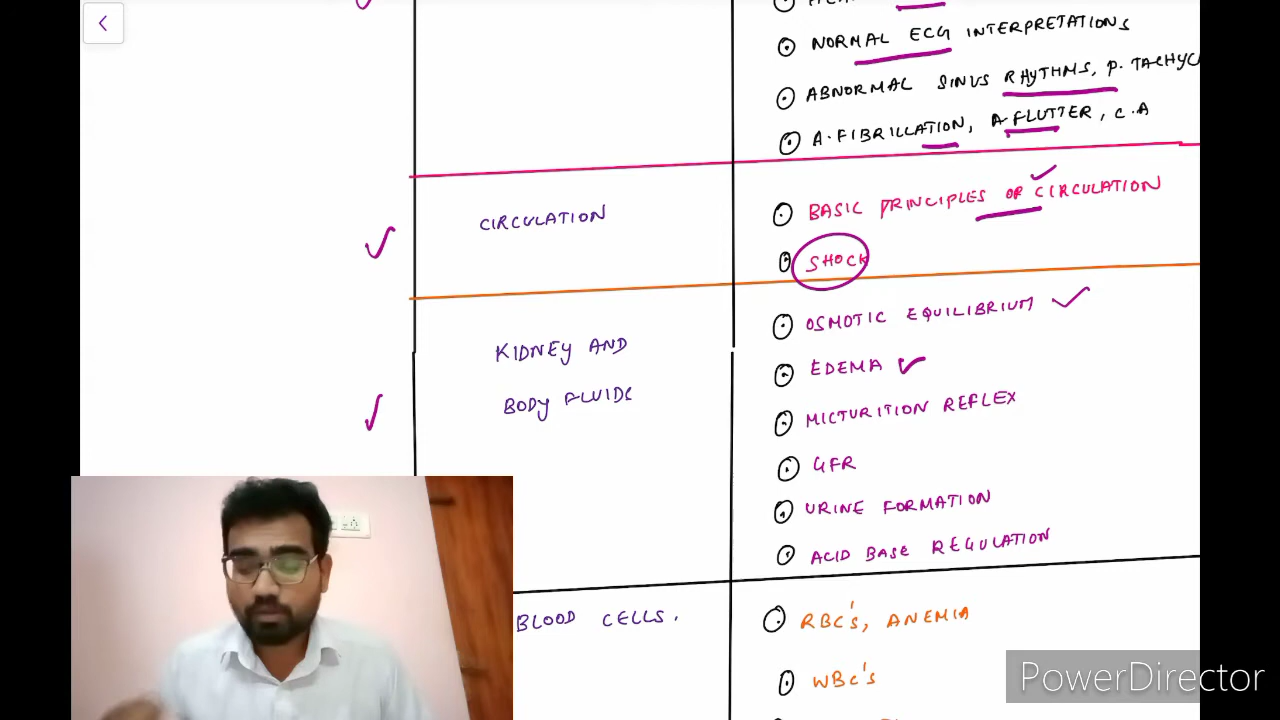 NORMAL ECG INTERPRETATIONS
ABNORMAL SINUS RHYTHMS, P. TACHYC
A. FIBRILLATION, A. FLUTTER, C.A
CIRCULATION
BASIC PRINCIPLES OF CIRCULATION
SHOCK
KIDNEY AND
BODY FLUIDS
OSMOTIC EQUILIBRIUM
EDEMA
MICTURITION REFLEX
GFR
URINE FORMATION
ACID BASE REGULATION
BLOOD CELLS.
RBC's, ANEMIA
WBC's
PowerDirector